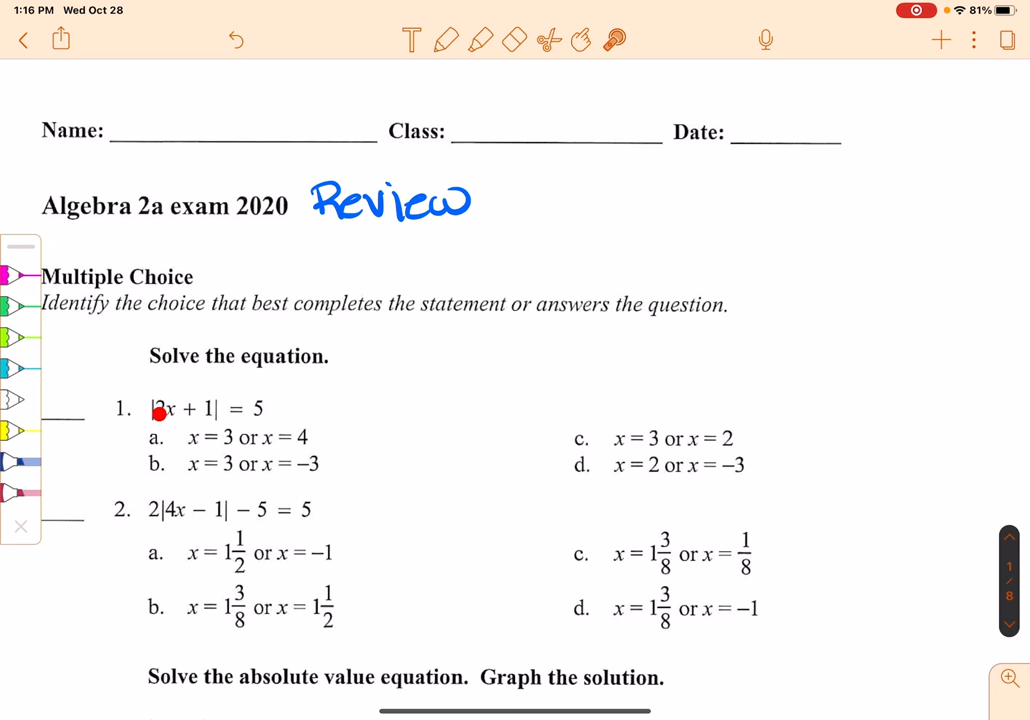 1:16 PM Wed Oct 28
81%
T
Name: Class: Date:
Algebra 2a exam 2020 Review
Multiple Choice
Identify the choice that best completes the statement or answers the question.
Solve the equation.
1. |2x + 1| = 5
a. x = 3 or x = 4
b. x = 3 or x = –3
c. x = 3 or x = 2
d. x = 2 or x = –3
2. 2|4x − 1| − 5 = 5
a. x = 1 1/2 or x = –1
b. x = 1 3/8 or x = 1 1/2
c. x = 1 3/8 or x = 1/8
d. x = 1 3/8 or x = –1
1
/
8
Solve the absolute value equation. Graph the solution.